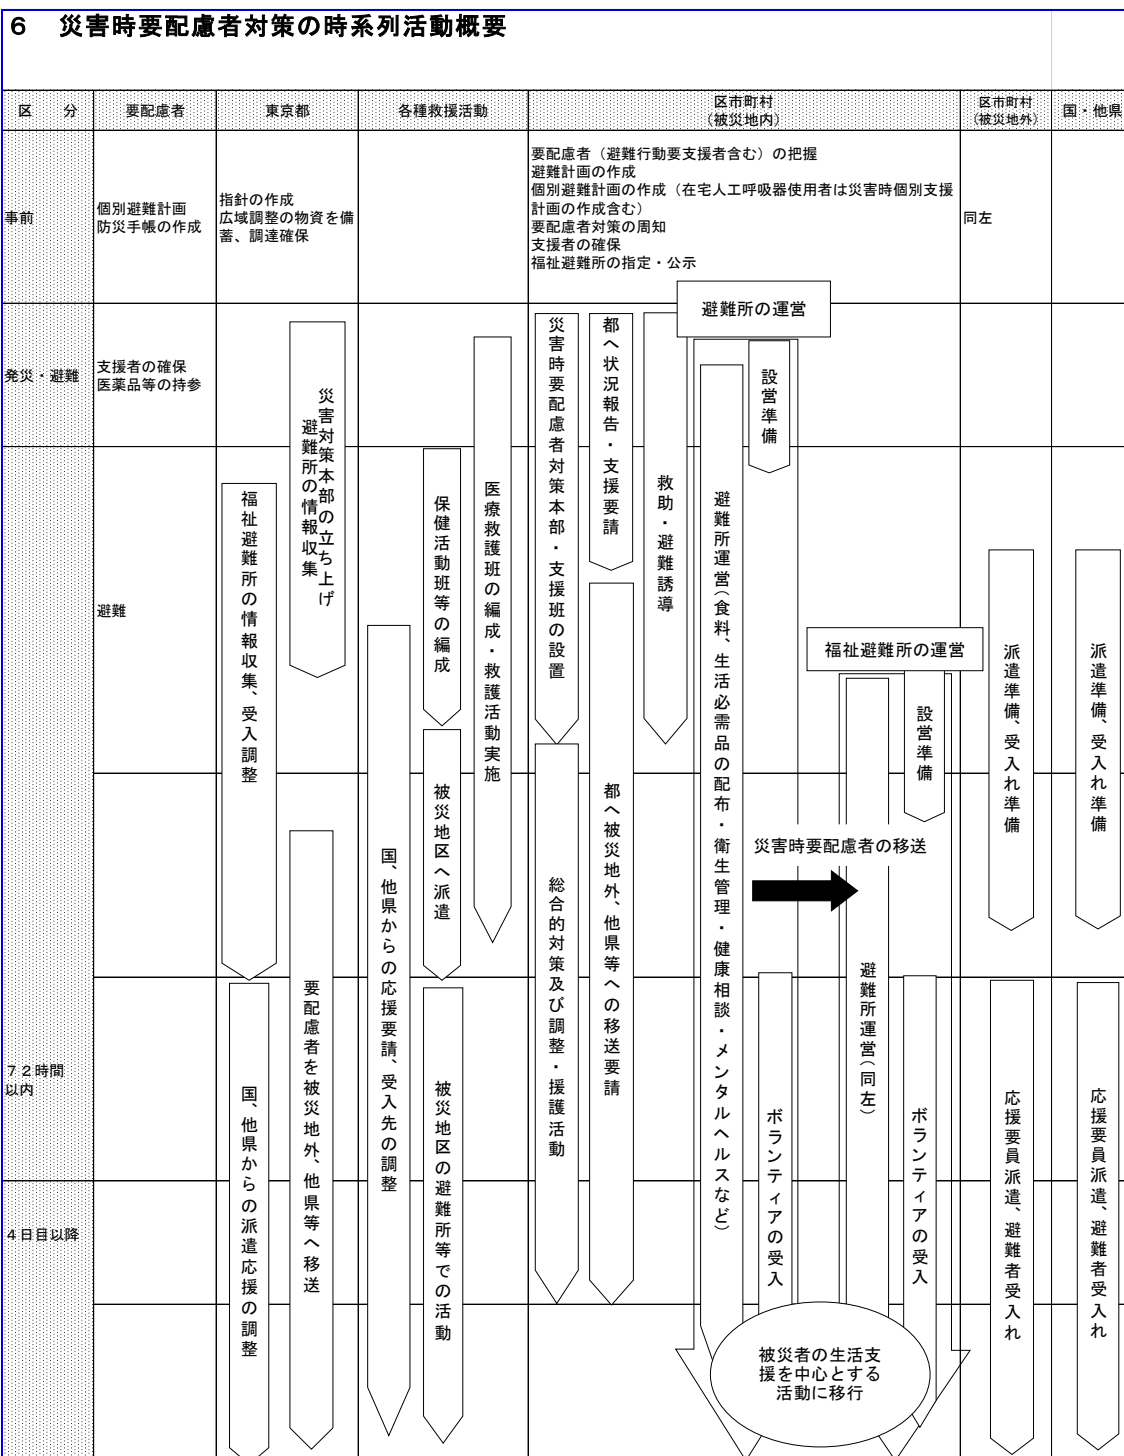 ６　災害時要配慮者対策の時系列活動概要
区　　分
要配慮者
東京都
各種救援活動
区市町村
（被災地内）
区市町村
（被災地外）
国・他県
事前
個別避難計画
防災手帳の作成
指針の作成
広域調整の物資を備
蓄、調達確保
要配慮者（避難行動要支援者含む）の把握
避難計画の作成
個別避難計画の作成（在宅人工呼吸器使用者は災害時個別支援
計画の作成含む）
要配慮者対策の周知
支援者の確保
福祉避難所の指定・公示
同左
発災・避難
支援者の確保
医薬品等の持参
災害対策本部の立ち上げ
避難所の情報収集
医療救護班の編成・救護活動実施
災害時要配慮者対策本部・支援班の設置
都へ状況報告・支援要請
救助・避難誘導
避難所の運営
設営準備
避難所運営（食料、生活必需品の配布・衛生管理・健康相談・メンタルヘルスなど）
避難
福祉避難所の情報収集、受入調整
保健活動班等の編成
国、他県からの応援要請、受入先の調整
都へ被災地外、他県等への移送要請
福祉避難所の運営
設営準備
避難所運営（同左）
派遣準備、受入れ準備
派遣準備、受入れ準備
被災地区へ派遣
総合的対策及び調整・援護活動
災害時要配慮者の移送
要配慮者を被災地外、他県等へ移送
７２時間
以内
国、他県からの派遣応援の調整
被災地区の避難所等での活動
ボランティアの受入
ボランティアの受入
応援要員派遣、避難者受入れ
応援要員派遣、避難者受入れ
４日目以降
被災者の生活支
援を中心とする
活動に移行